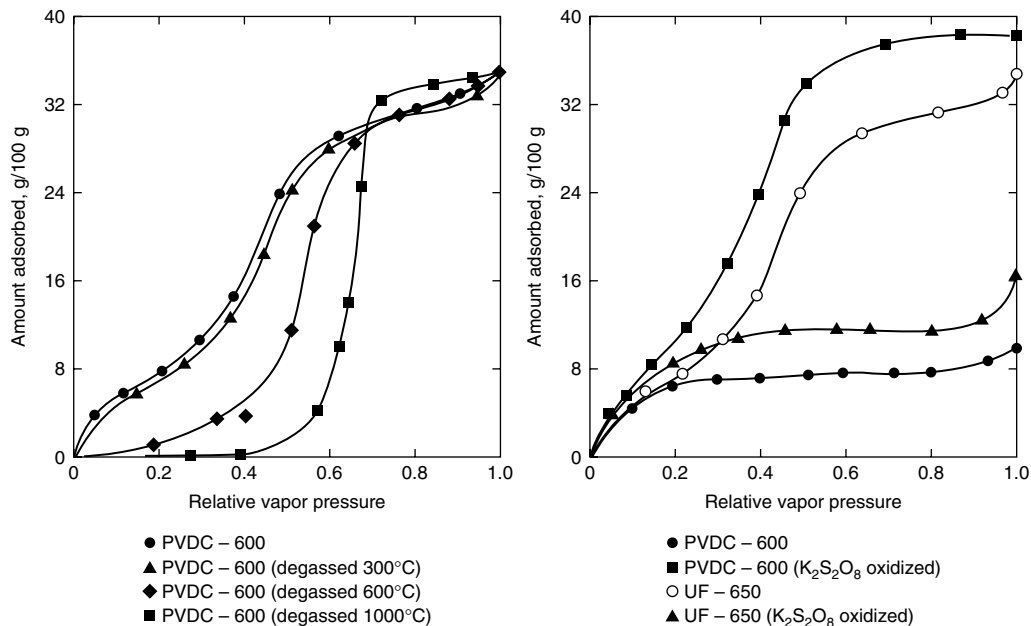 40
32
24
16
8
0
Amount adsorbed, g/100 g
0
0.2
0.4
0.6
0.8
1.0
Relative vapor pressure
PVDC – 600
PVDC – 600 (degassed 300°C)
PVDC – 600 (degassed 600°C)
PVDC – 600 (degassed 1000°C)
40
32
24
16
8
0
Amount adsorbed, g/100 g
0
0.2
0.4
0.6
0.8
1.0
Relative vapor pressure
PVDC – 600
PVDC – 600 (K₂S₂O₈ oxidized)
UF – 650
UF – 650 (K₂S₂O₈ oxidized)